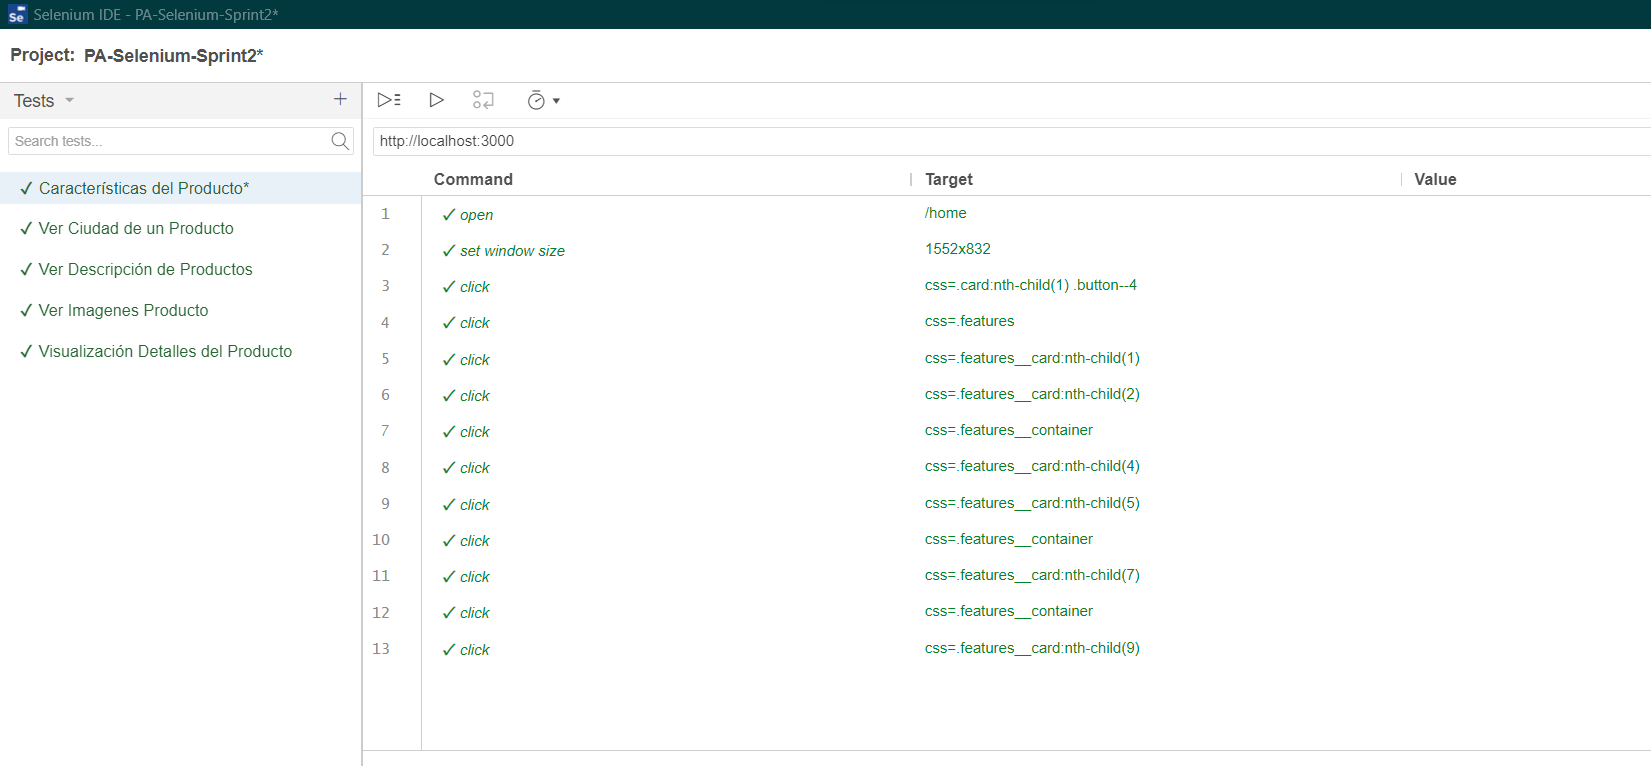 Se Selenium IDE - PA-Selenium-Sprint2*
Project: PA-Selenium-Sprint2*
Tests
Search tests...
✓ Características del Producto*
✓ Ver Ciudad de un Producto
✓ Ver Descripción de Productos
✓ Ver Imagenes Producto
✓ Visualización Detalles del Producto
http://localhost:3000
Command Target Value
1 ✓ open /home
2 ✓ set window size 1552x832
3 ✓ click css=.card:nth-child(1) .button--4
4 ✓ click css=.features
5 ✓ click css=.features__card:nth-child(1)
6 ✓ click css=.features__card:nth-child(2)
7 ✓ click css=.features__container
8 ✓ click css=.features__card:nth-child(4)
9 ✓ click css=.features__card:nth-child(5)
10 ✓ click css=.features__container
11 ✓ click css=.features__card:nth-child(7)
12 ✓ click css=.features__container
13 ✓ click css=.features__card:nth-child(9)